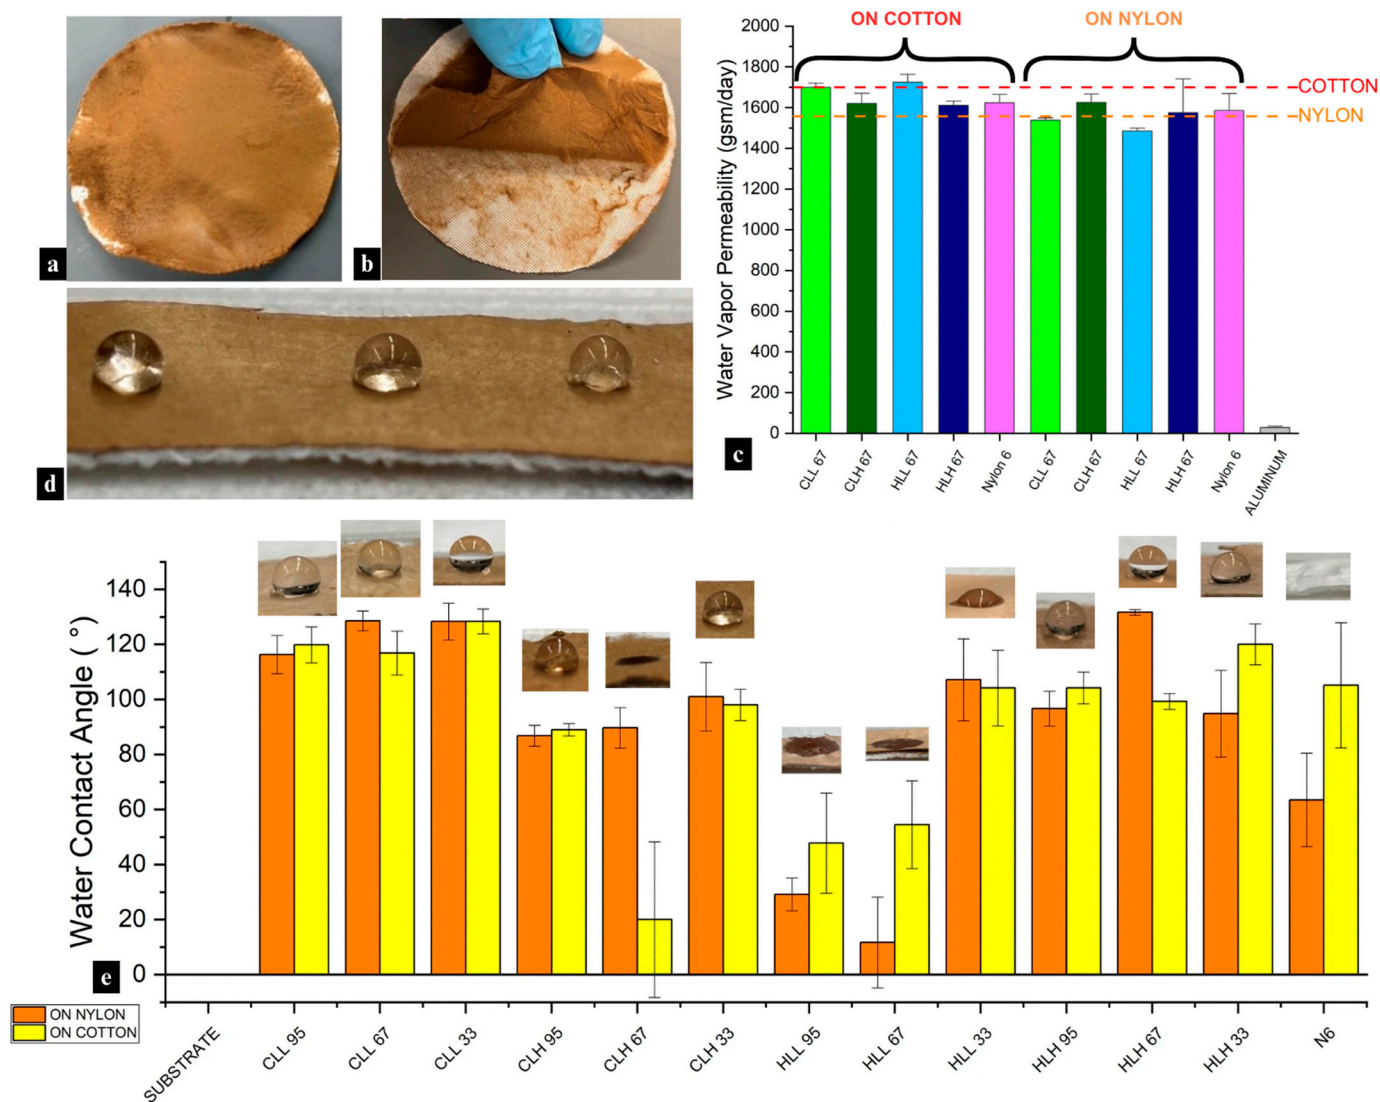 a
b
d
ON COTTON
ON NYLON
2000
1800
1600
1400
1200
1000
800
600
400
200
0
Water Vapor Permeability (gsm/day)
COTTON
NYLON
CLL 67
CLH 67
HLL 67
HLH 67
Nylon 6
CLL 67
CLH 67
HLL 67
HLH 67
Nylon 6
ALUMINUM
c
140
120
100
80
60
40
20
0
Water Contact Angle ( °)
e
ON NYLON
ON COTTON
SUBSTRATE
CLL 95
CLL 67
CLL 33
CLH 95
CLH 67
CLH 33
HLL 95
HLL 67
HLL 33
HLH 95
HLH 67
HLH 33
N6